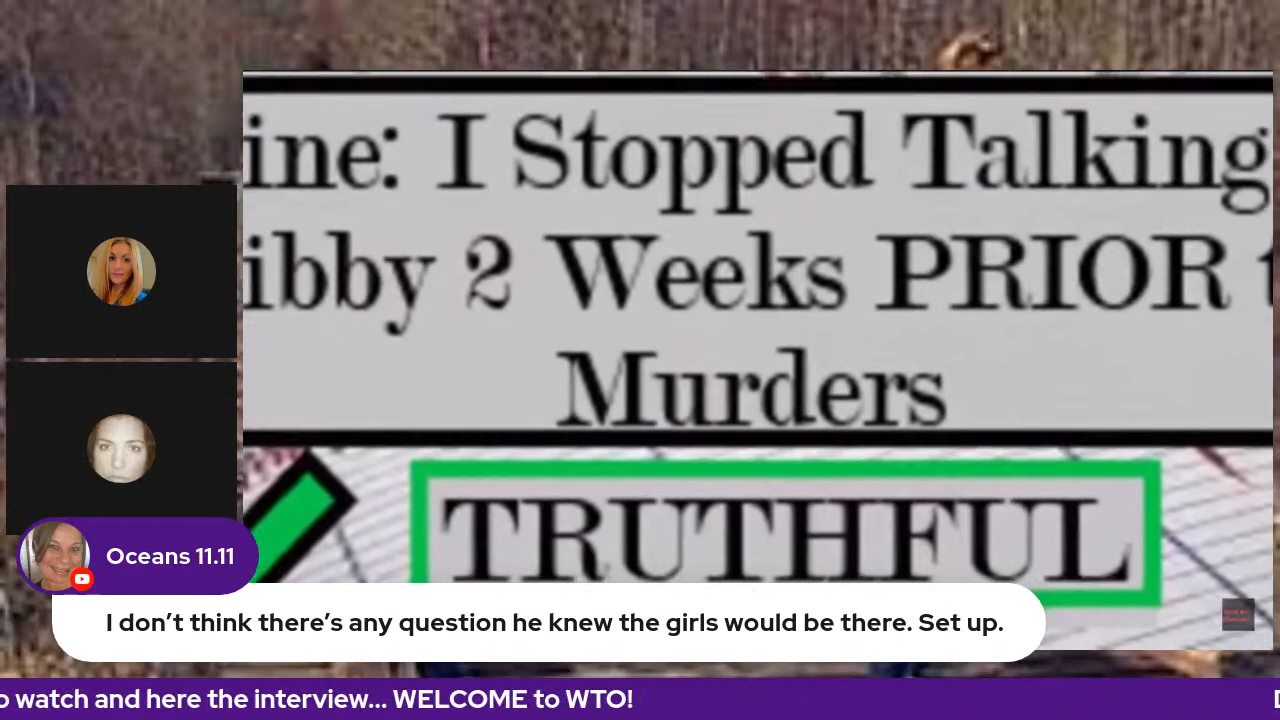 ine: I Stopped Talking
ibby 2 Weeks PRIOR t
Murders
TRUTHFUL
Oceans 11.11
I don't think there's any question he knew the girls would be there. Set up.
o watch and here the interview... WELCOME to WTO!